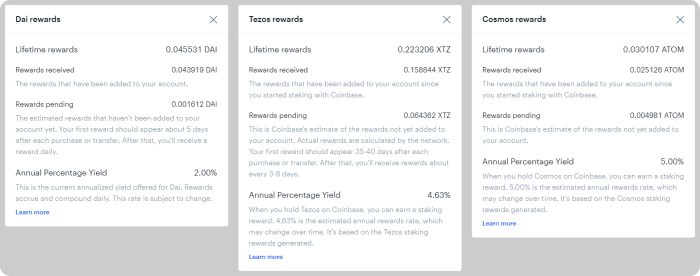 Dai rewards
Lifetime rewards 0.045531 DAI
Rewards received 0.043919 DAI
The rewards that have been added to your account.
Rewards pending 0.001612 DAI
The estimated rewards that haven't been added to your
account yet. Your first reward should appear about 5 days
after each purchase or transfer. After that, you'll receive a
reward daily.
Annual Percentage Yield 2.00%
This is the current annualized yield offered for Dai. Rewards
accrue and compound daily. This rate is subject to change.
Learn more
Tezos rewards
Lifetime rewards 0.223206 XTZ
Rewards received 0.158844 XTZ
The rewards that have been added to your account since
you started staking with Coinbase.
Rewards pending 0.064362 XTZ
This is Coinbase's estimate of the rewards not yet added to
your account. Actual rewards are calculated by the network.
Your first reward should appear 35-40 days after each
purchase or transfer. After that, you'll receive rewards about
every 3-6 days.
Annual Percentage Yield 4.63%
When you hold Tezos on Coinbase, you can earn a staking
reward. 4.63% is the estimated annual rewards rate, which
may change over time. It's based on the Tezos staking
rewards generated.
Learn more
Cosmos rewards
Lifetime rewards 0.030107 ATOM
Rewards received 0.025126 ATOM
The rewards that have been added to your account since
you started staking with Coinbase.
Rewards pending 0.004981 ATOM
This is Coinbase's estimate of the rewards not yet added to
your account.
Annual Percentage Yield 5.00%
When you hold Cosmos on Coinbase, you can earn a staking
reward. 5.00% is the estimated annual rewards rate, which
may change over time. It's based on the Cosmos staking
rewards generated.
Learn more